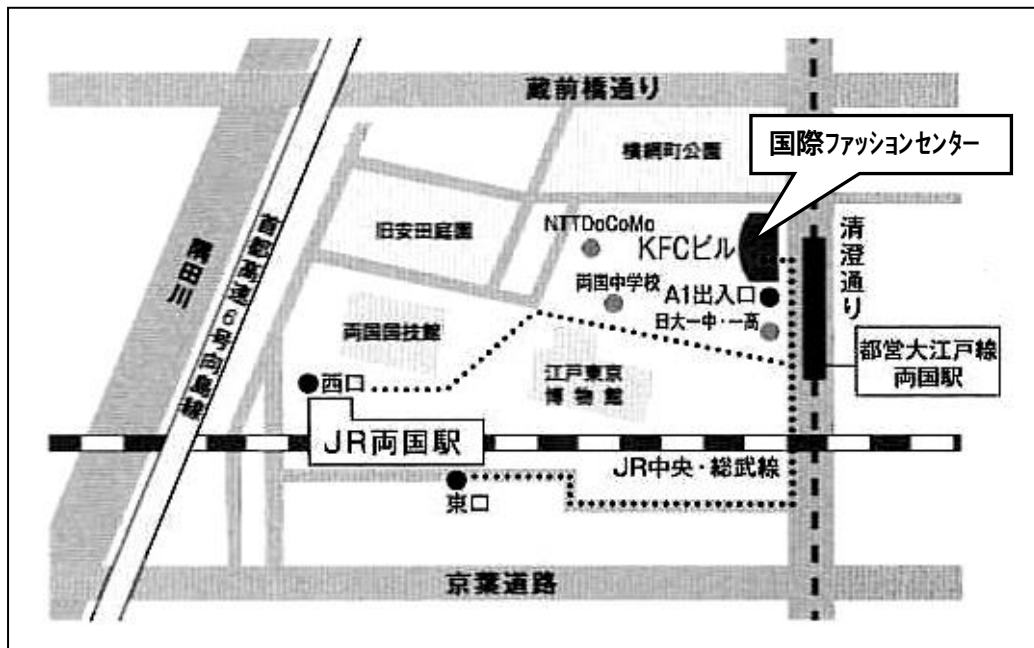 蔵前橋通り
横網町公園
国際ファッションセンター
旧安田庭園
NTTDoCoMo
KFCビル
清澄通り
両国中学校
A1出入口
日大一中・一高
両国国技館
江戸東京
博物館
都営大江戸線
両国駅
隅田川
首都高速6号向島線
西口
JR両国駅
JR中央・総武線
東口
京葉道路